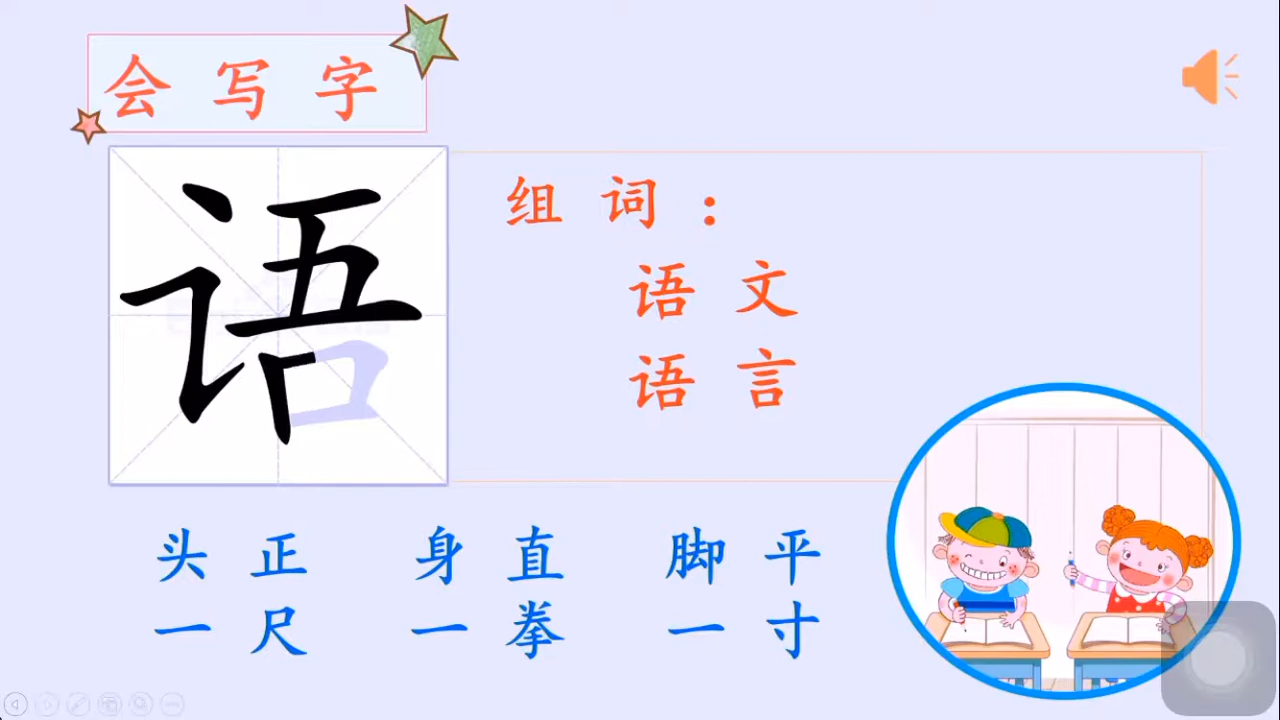 会写字
语
组词：
语文
语言
头正 身直 脚平
一尺 一拳 一寸